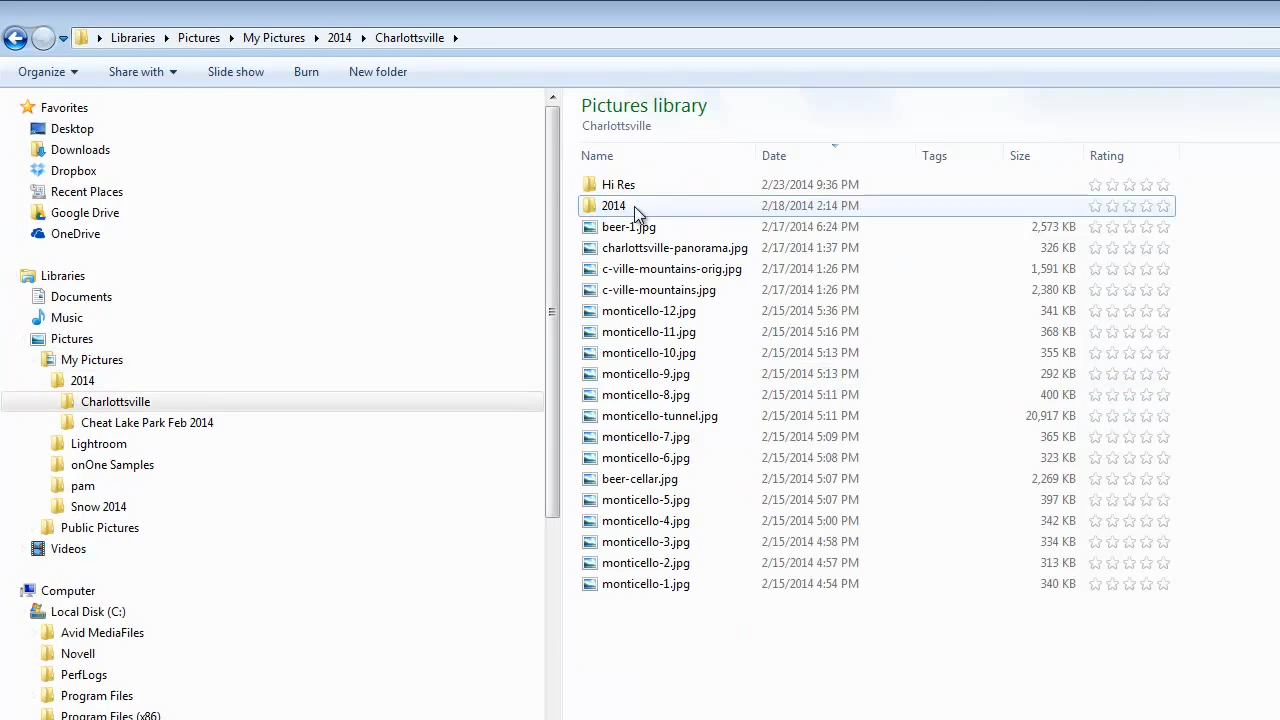 Libraries Pictures My Pictures 2014 Charlottsville
Organize Share with Slide show Burn New folder
Favorites
Desktop
Downloads
Dropbox
Recent Places
Google Drive
OneDrive
Libraries
Documents
Music
Pictures
My Pictures
2014
Charlottsville
Cheat Lake Park Feb 2014
Lightroom
onOne Samples
pam
Snow 2014
Public Pictures
Videos
Computer
Local Disk (C:)
Avid MediaFiles
Novell
PerfLogs
Program Files
Program Files (x86)
Pictures library
Charlottsville
Name Date Tags Size Rating
Hi Res 2/23/2014 9:36 PM
2014 2/18/2014 2:14 PM
beer-1.jpg 2/17/2014 6:24 PM 2,573 KB
charlottsville-panorama.jpg 2/17/2014 1:37 PM 326 KB
c-ville-mountains-orig.jpg 2/17/2014 1:26 PM 1,591 KB
c-ville-mountains.jpg 2/17/2014 1:26 PM 2,380 KB
monticello-12.jpg 2/15/2014 5:36 PM 341 KB
monticello-11.jpg 2/15/2014 5:16 PM 368 KB
monticello-10.jpg 2/15/2014 5:13 PM 355 KB
monticello-9.jpg 2/15/2014 5:13 PM 292 KB
monticello-8.jpg 2/15/2014 5:11 PM 400 KB
monticello-tunnel.jpg 2/15/2014 5:11 PM 20,917 KB
monticello-7.jpg 2/15/2014 5:09 PM 365 KB
monticello-6.jpg 2/15/2014 5:08 PM 323 KB
beer-cellar.jpg 2/15/2014 5:07 PM 2,269 KB
monticello-5.jpg 2/15/2014 5:07 PM 397 KB
monticello-4.jpg 2/15/2014 5:00 PM 342 KB
monticello-3.jpg 2/15/2014 4:58 PM 334 KB
monticello-2.jpg 2/15/2014 4:57 PM 313 KB
monticello-1.jpg 2/15/2014 4:54 PM 340 KB